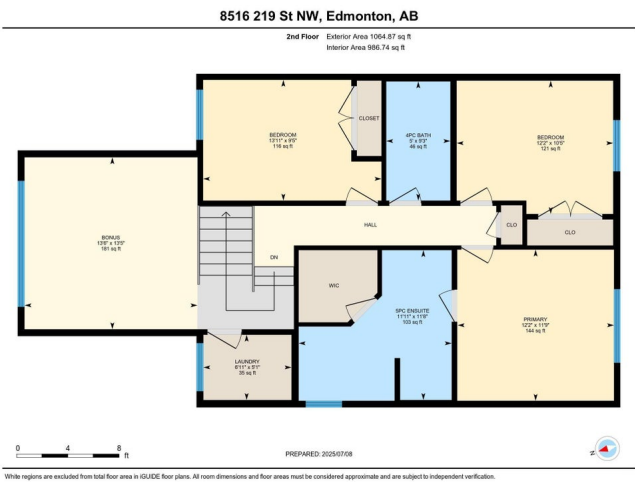 8516 219 St NW, Edmonton, AB
2nd Floor Exterior Area 1064.87 sq ft
Interior Area 986.74 sq ft
BEDROOM
13'11" x 9'5"
116 sq ft
CLOSET
4PC BATH
5' x 9'3"
46 sq ft
BEDROOM
12'2" x 10'5"
121 sq ft
BONUS
13'8" x 13'5"
181 sq ft
HALL
CLO
CLO
DN
WIC
5PC ENSUITE
11'11" x 11'8"
103 sq ft
PRIMARY
12'2" x 11'9"
144 sq ft
LAUNDRY
6'11" x 5'1"
35 sq ft
0 4 8
ft
PREPARED: 2025/07/08
N
White regions are excluded from total floor area in iGUIDE floor plans. All room dimensions and floor areas must be considered approximate and are subject to independent verification.